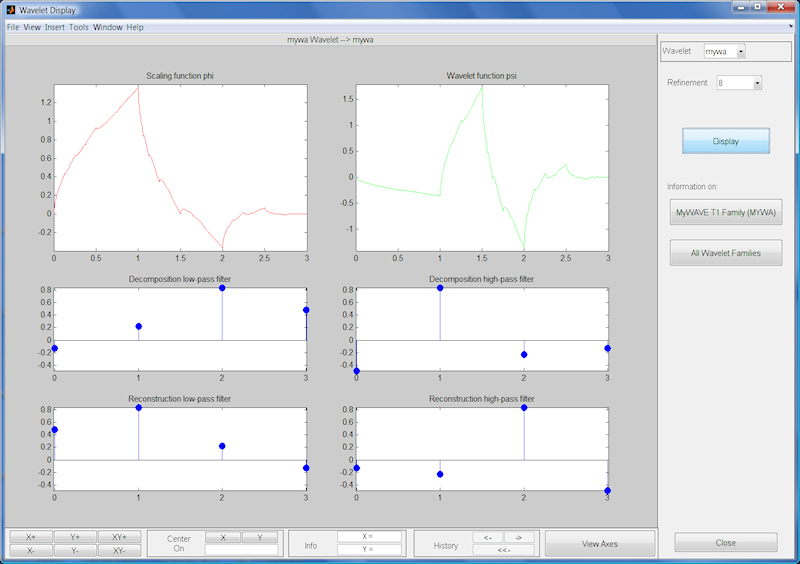 Wavelet Display
File View Insert Tools Window Help
mywa Wavelet --> mywa
Wavelet mywa
Refinement 8
Display
Information on:
MyWAVE T1 Family (MYWA)
All Wavelet Families
Scaling function phi
1.2
1
0.8
0.6
0.4
0.2
0
-0.2
0 0.5 1 1.5 2 2.5 3
Wavelet function psi
1.5
1
0.5
0
-0.5
-1
0 0.5 1 1.5 2 2.5 3
Decomposition low-pass filter
0.8
0.6
0.4
0.2
0
-0.2
-0.4
0 1 2 3
Decomposition high-pass filter
0.8
0.6
0.4
0.2
0
-0.2
-0.4
0 1 2 3
Reconstruction low-pass filter
0.8
0.6
0.4
0.2
0
-0.2
-0.4
0 1 2 3
Reconstruction high-pass filter
0.8
0.6
0.4
0.2
0
-0.2
-0.4
0 1 2 3
X+ Y+ XY+
X- Y- XY-
Center
On
X Y
Info
X =
Y =
History
<- ->
<<-
View Axes
Close